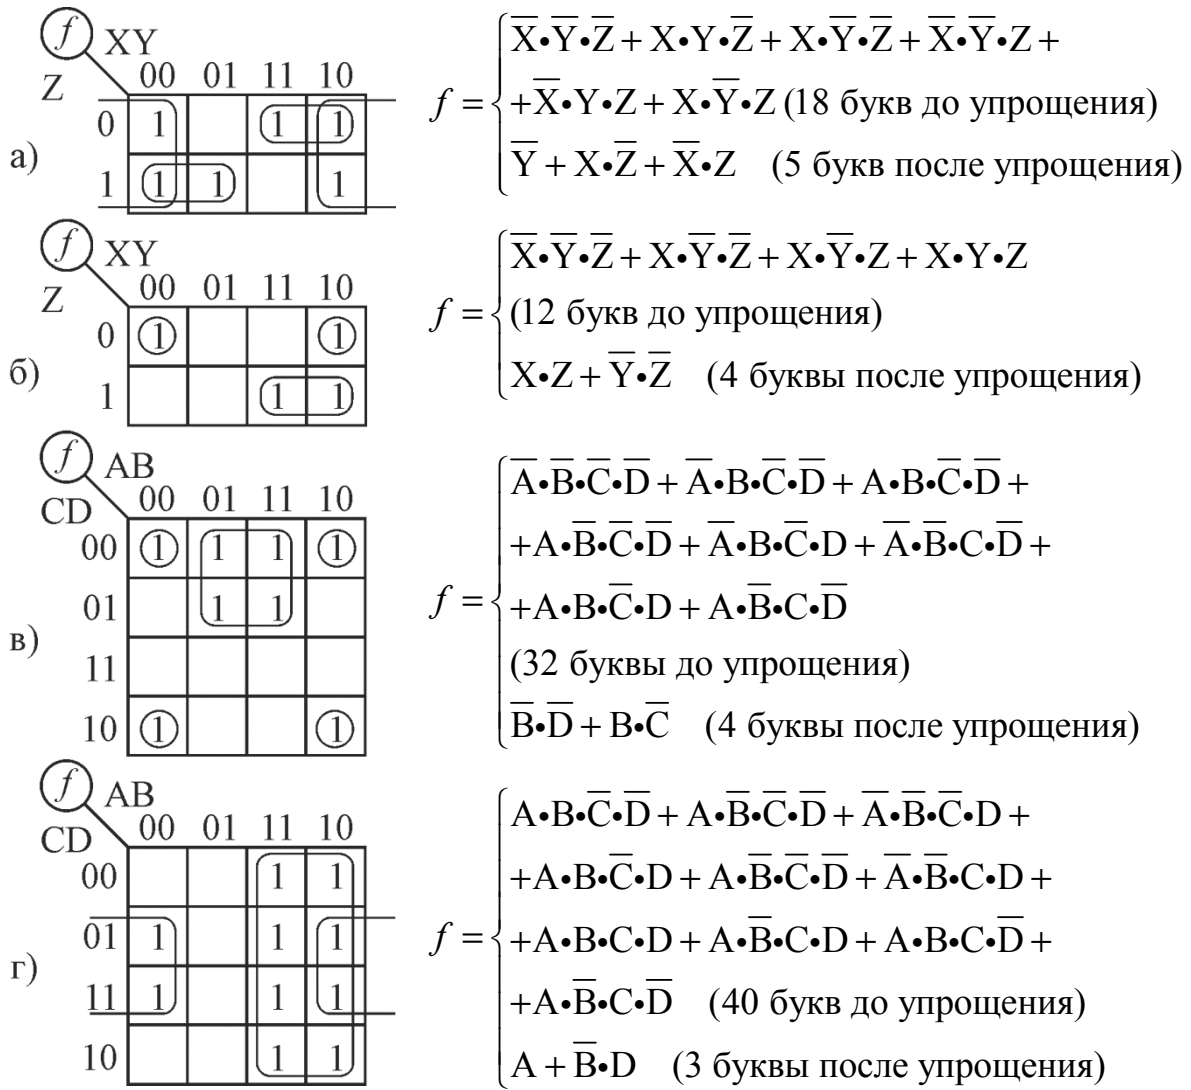 f XY
Z 00 01 11 10
0 1 1 1
а) 1 1 1 1
f = { X̅•Y̅•Z̅ + X•Y•Z̅ + X•Y̅•Z̅ + X̅•Y̅•Z +
+X̅•Y•Z + X•Y̅•Z (18 букв до упрощения)
Y̅ + X•Z̅ + X̅•Z (5 букв после упрощения)
f XY
Z 00 01 11 10
0 1 1
б) 1 1 1
f = { X̅•Y̅•Z̅ + X•Y̅•Z̅ + X•Y̅•Z + X•Y•Z
(12 букв до упрощения)
X•Z + Y̅•Z̅ (4 буквы после упрощения)
f AB
CD 00 01 11 10
00 1 1 1 1
01 1 1
в) 11
10 1 1
f = { A̅•B̅•C̅•D̅ + A̅•B•C̅•D̅ + A•B•C̅•D̅ +
+A•B̅•C̅•D̅ + A̅•B•C̅•D + A̅•B̅•C•D̅ +
+A•B•C̅•D + A•B̅•C•D̅
(32 буквы до упрощения)
B̅•D̅ + B•C̅ (4 буквы после упрощения)
f AB
CD 00 01 11 10
00 1 1
01 1 1 1
г) 11 1 1 1
10 1 1
f = { A•B•C̅•D̅ + A•B̅•C̅•D̅ + A̅•B̅•C̅•D +
+A•B•C̅•D + A•B̅•C̅•D̅ + A̅•B̅•C•D +
+A•B•C•D + A•B̅•C•D + A•B•C•D̅ +
+A•B̅•C•D̅ (40 букв до упрощения)
A + B̅•D (3 буквы после упрощения)